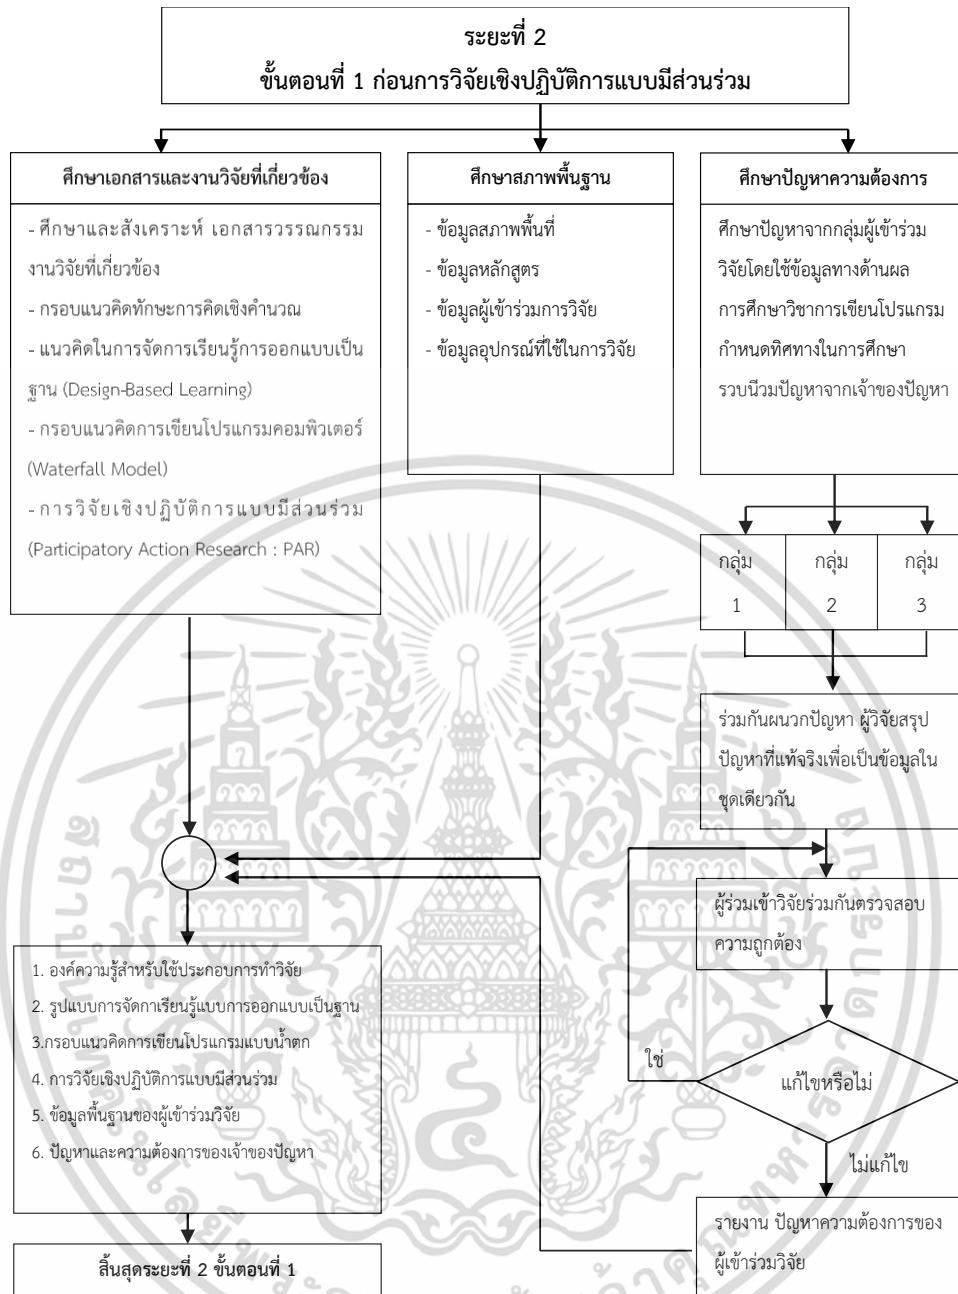 ระยะที่ 2
ขั้นตอนที่ 1 ก่อนการวิจัยเชิงปฏิบัติการแบบมีส่วนร่วม
ศึกษาเอกสารและงานวิจัยที่เกี่ยวข้อง
- ศึกษาและสังเคราะห์ เอกสารวรรณกรรม
งานวิจัยที่เกี่ยวข้อง
- กรอบแนวคิดทักษะการคิดเชิงคำนวณ
- แนวคิดในการจัดการเรียนรู้การออกแบบเป็น
ฐาน (Design-Based Learning)
- กรอบแนวคิดการเขียนโปรแกรมคอมพิวเตอร์
(Waterfall Model)
- การวิจัยเชิงปฏิบัติการแบบมีส่วนร่วม
(Participatory Action Research : PAR)
ศึกษาสภาพพื้นฐาน
- ข้อมูลสภาพพื้นที่
- ข้อมูลหลักสูตร
- ข้อมูลผู้เข้าร่วมการวิจัย
- ข้อมูลอุปกรณ์ที่ใช้ในการวิจัย
ศึกษาปัญหาความต้องการ
ศึกษาปัญหาจากกลุ่มผู้เข้าร่วม
วิจัยโดยใช้ข้อมูลทางด้านผล
การศึกษาวิชาการเขียนโปรแกรม
กำหนดทิศทางในการศึกษา
รวบนีวมปัญหาจากเจ้าของปัญหา
กลุ่ม
1
กลุ่ม
2
กลุ่ม
3
ร่วมกันผนวกปัญหา ผู้วิจัยสรุป
ปัญหาที่แท้จริงเพื่อเป็นข้อมูลใน
ชุดเดียวกัน
ผู้ร่วมเข้าวิจัยร่วมกันตรวจสอบ
ความถูกต้อง
ใช่
แก้ไขหรือไม่
ไม่แก้ไข
รายงาน ปัญหาความต้องการของ
ผู้เข้าร่วมวิจัย
1. องค์ความรู้สำหรับใช้ประกอบการทำวิจัย
2. รูปแบบการจัดกาเรียนรู้แบบการออกแบบเป็นฐาน
3.กรอบแนวคิดการเขียนโปรแกรมแบบน้ำตก
4. การวิจัยเชิงปฏิบัติการแบบมีส่วนร่วม
5. ข้อมูลพื้นฐานของผู้เข้าร่วมวิจัย
6. ปัญหาและความต้องการของเจ้าของปัญหา
สิ้นสุดระยะที่ 2 ขั้นตอนที่ 1